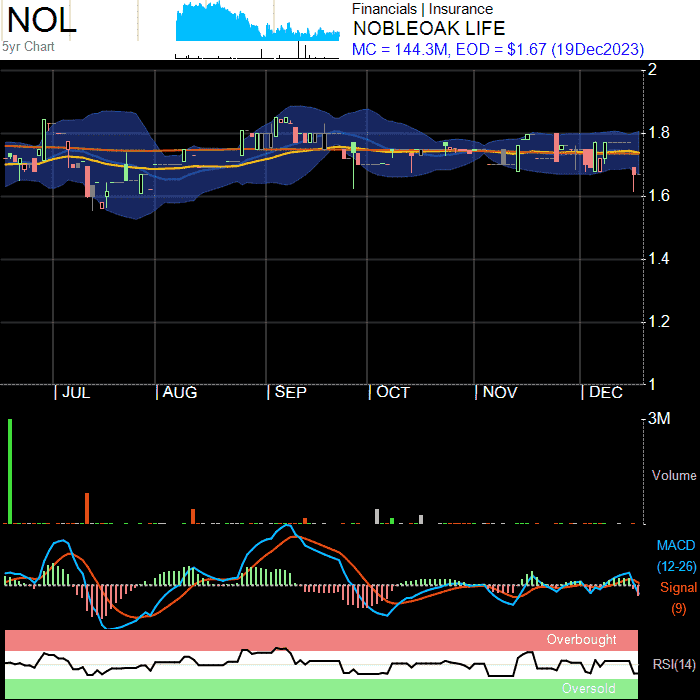 NOL
5yr Chart
Financials | Insurance
NOBLEOAK LIFE
MC = 144.3M, EOD = $1.67 (19Dec2023)
2
1.8
1.6
1.4
1.2
1
JUL AUG SEP OCT NOV DEC
3M
Volume
MACD
(12-26)
Signal
(9)
Overbought
RSI(14)
Oversold